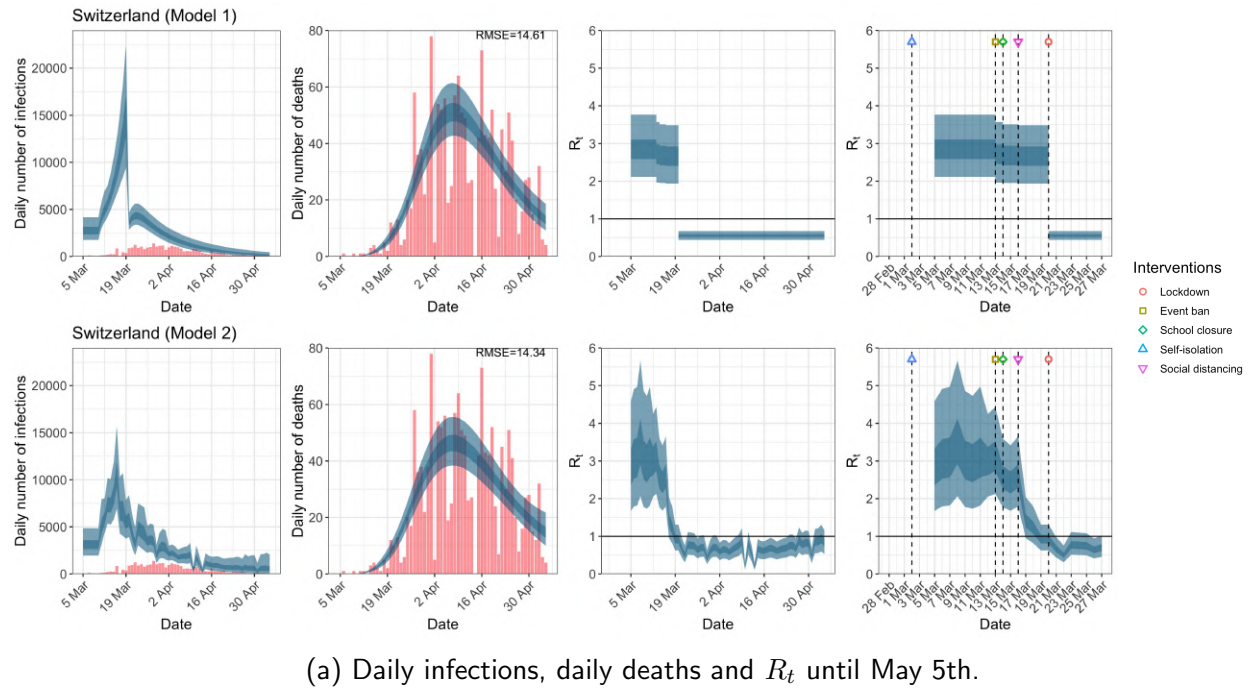 Switzerland (Model 1)
Daily number of infections
20000
15000
10000
5000
0
5 Mar
19 Mar
2 Apr
16 Apr
30 Apr
Date
RMSE=14.61
Daily number of deaths
80
60
40
20
0
5 Mar
19 Mar
2 Apr
16 Apr
30 Apr
Date
Rt
6
5
4
3
2
1
0
5 Mar
19 Mar
2 Apr
16 Apr
30 Apr
Date
Rt
6
5
4
3
2
1
0
28 Feb
1 Mar
3 Mar
5 Mar
7 Mar
9 Mar
11 Mar
13 Mar
15 Mar
17 Mar
19 Mar
21 Mar
23 Mar
25 Mar
27 Mar
Date
Interventions
Lockdown
Event ban
School closure
Self-isolation
Social distancing
Switzerland (Model 2)
Daily number of infections
20000
15000
10000
5000
0
5 Mar
19 Mar
2 Apr
16 Apr
30 Apr
Date
RMSE=14.34
Daily number of deaths
80
60
40
20
0
5 Mar
19 Mar
2 Apr
16 Apr
30 Apr
Date
Rt
6
5
4
3
2
1
0
5 Mar
19 Mar
2 Apr
16 Apr
30 Apr
Date
Rt
6
5
4
3
2
1
0
28 Feb
1 Mar
3 Mar
5 Mar
7 Mar
9 Mar
11 Mar
13 Mar
15 Mar
17 Mar
19 Mar
21 Mar
23 Mar
25 Mar
27 Mar
Date
(a) Daily infections, daily deaths and Rt until May 5th.